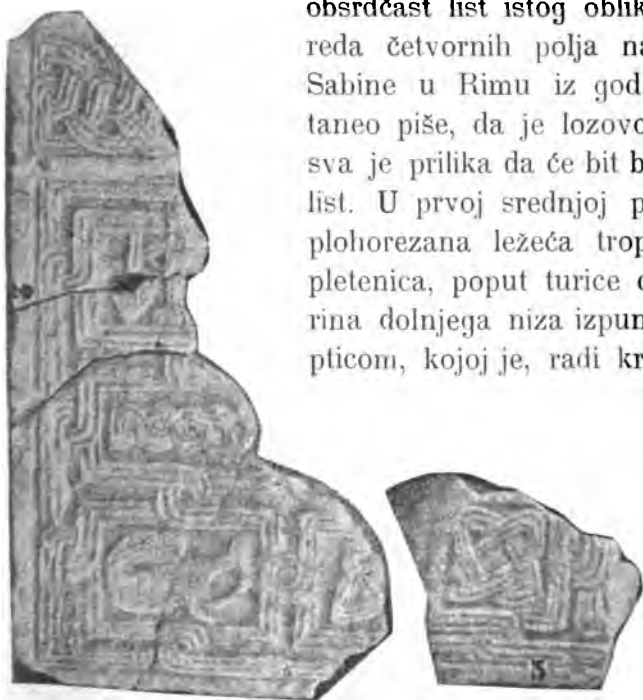 obsrdčast list istog oblik
reda četvornih polja na
Sabine u Rimu iz god
taneo piše, da je lozovo
sva je prilika da će bit b
list. U prvoj srednjoj p
plohorezana ležeća trop
pletenica, poput turice
rina dolnjega niza izpun
pticom, kojoj je, radi kr